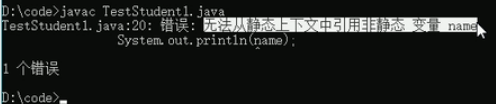 D:\code>javac TestStudent1.java
TestStudent1.java:20: 错误: 无法从静态上下文中引用非静态 变量 name
System.out.println(name);
^
1 个错误
D:\code>